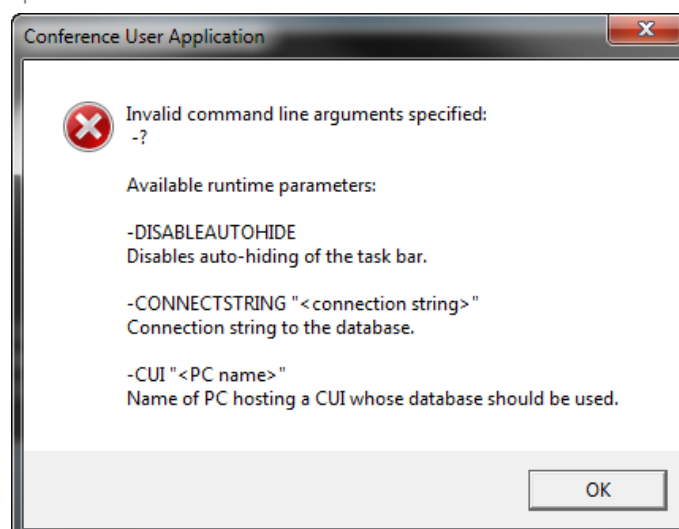 Conference User Application
Invalid command line arguments specified:
-?
Available runtime parameters:
-DISABLEAUTOHIDE
Disables auto-hiding of the task bar.
-CONNECTSTRING "<connection string>"
Connection string to the database.
-CUI "<PC name>"
Name of PC hosting a CUI whose database should be used.
OK